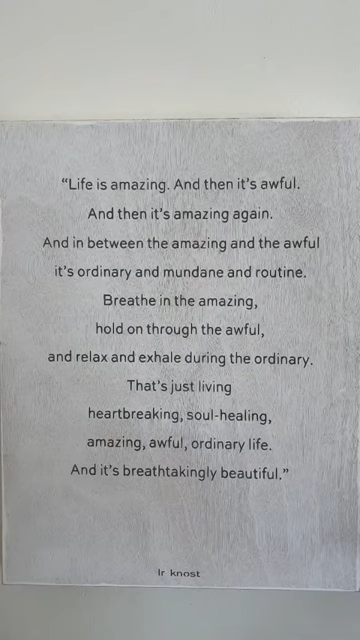 “Life is amazing. And then it’s awful.
And then it’s amazing again.
And in between the amazing and the awful
it’s ordinary and mundane and routine.
Breathe in the amazing,
hold on through the awful,
and relax and exhale during the ordinary.
That’s just living
heartbreaking, soul-healing,
amazing, awful, ordinary life.
And it’s breathtakingly beautiful.”
lr knost